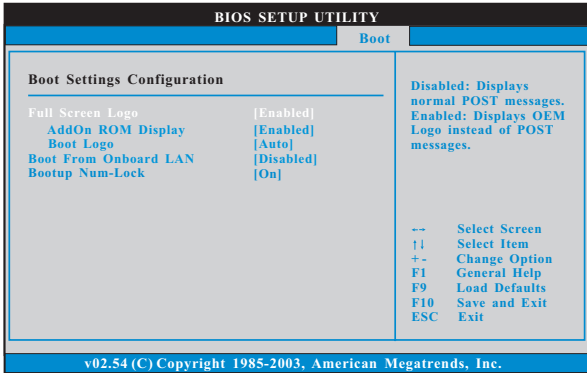 BIOS SETUP UTILITY
Boot
Boot Settings Configuration
Full Screen Logo [Enabled]
AddOn ROM Display [Enabled]
Boot Logo [Auto]
Boot From Onboard LAN [Disabled]
Bootup Num-Lock [On]
Disabled: Displays
normal POST messages.
Enabled: Displays OEM
Logo instead of POST
messages.
←→ Select Screen
↑↓ Select Item
+ - Change Option
F1 General Help
F9 Load Defaults
F10 Save and Exit
ESC Exit
v02.54 (C) Copyright 1985-2003, American Megatrends, Inc.